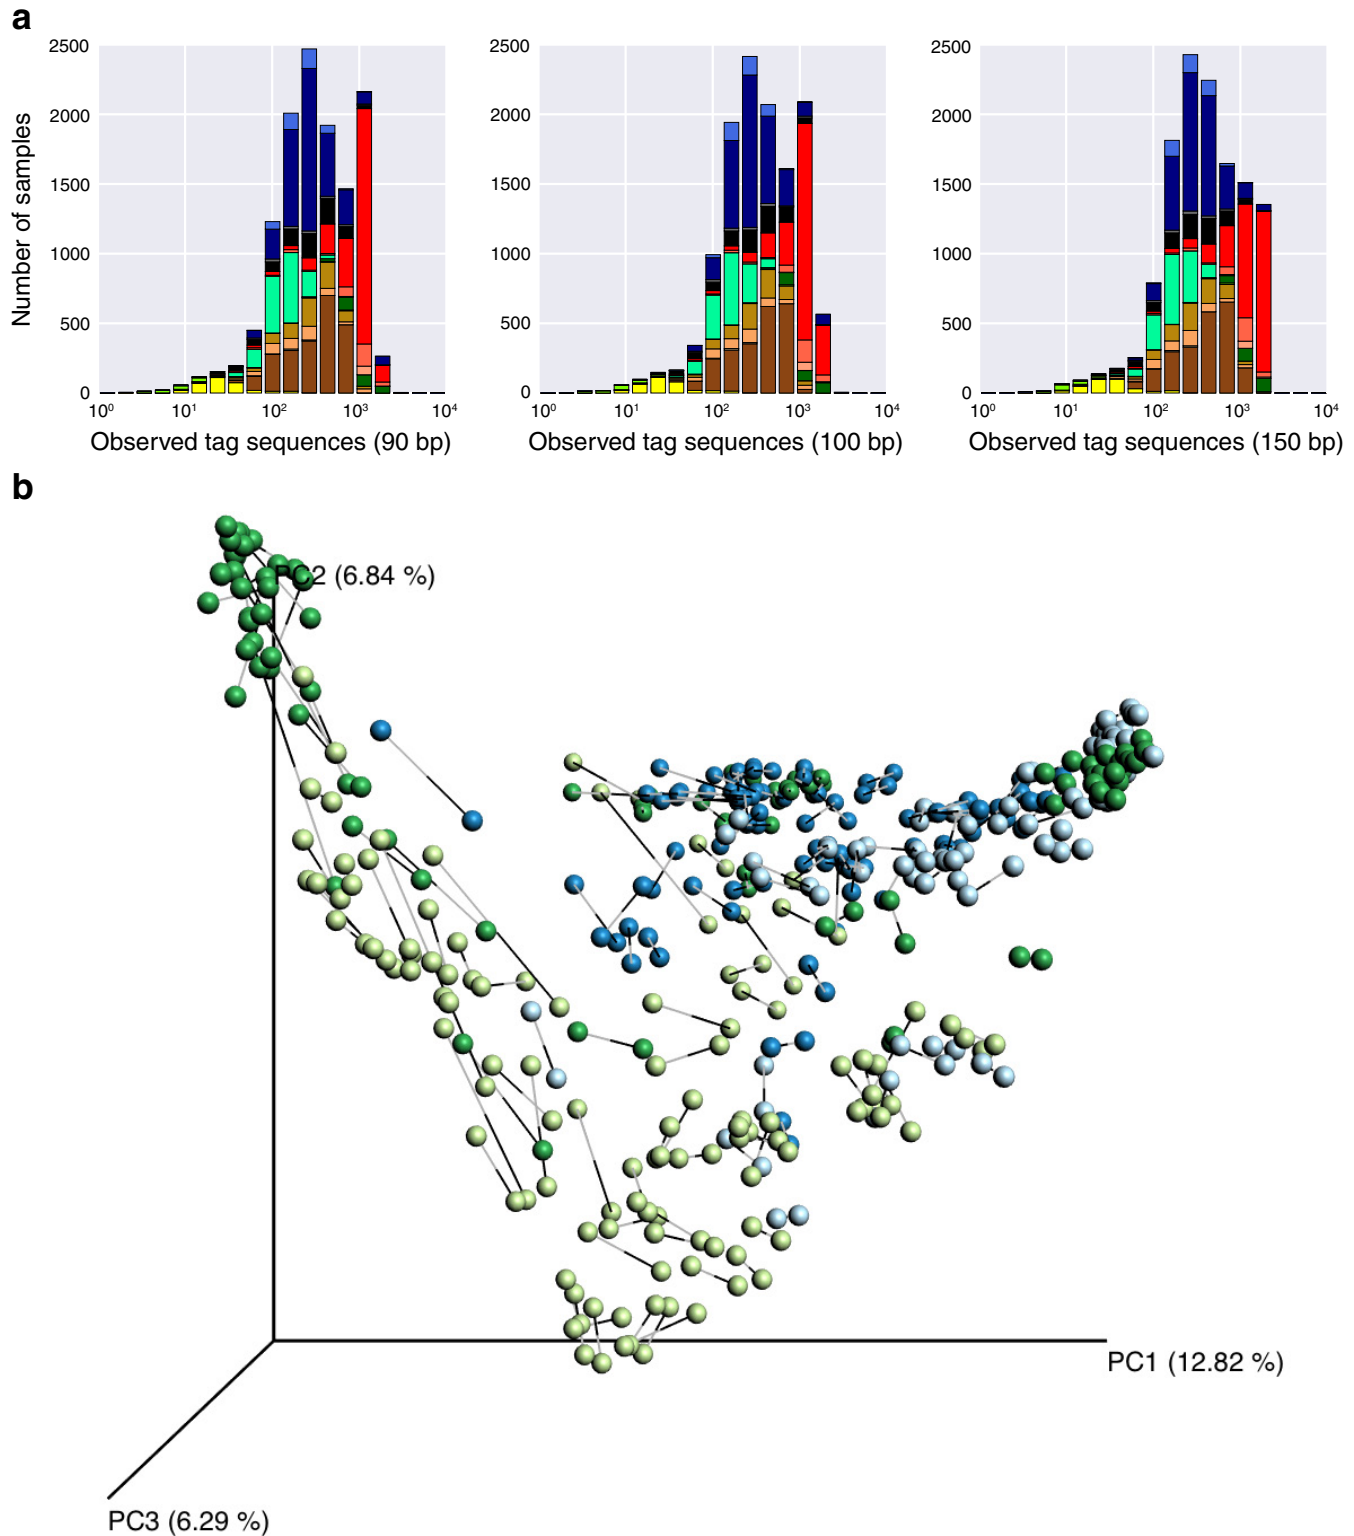 a
2500 2500 2500
2000 2000 2000
1500 1500 1500
1000 1000 1000
500 500 500
0 0 0
Number of samples
10⁰ 10¹ 10² 10³ 10⁴ 10⁰ 10¹ 10² 10³ 10⁴ 10⁰ 10¹ 10² 10³ 10⁴
Observed tag sequences (90 bp) Observed tag sequences (100 bp) Observed tag sequences (150 bp)
b
PC2 (6.84 %)
PC1 (12.82 %)
PC3 (6.29 %)